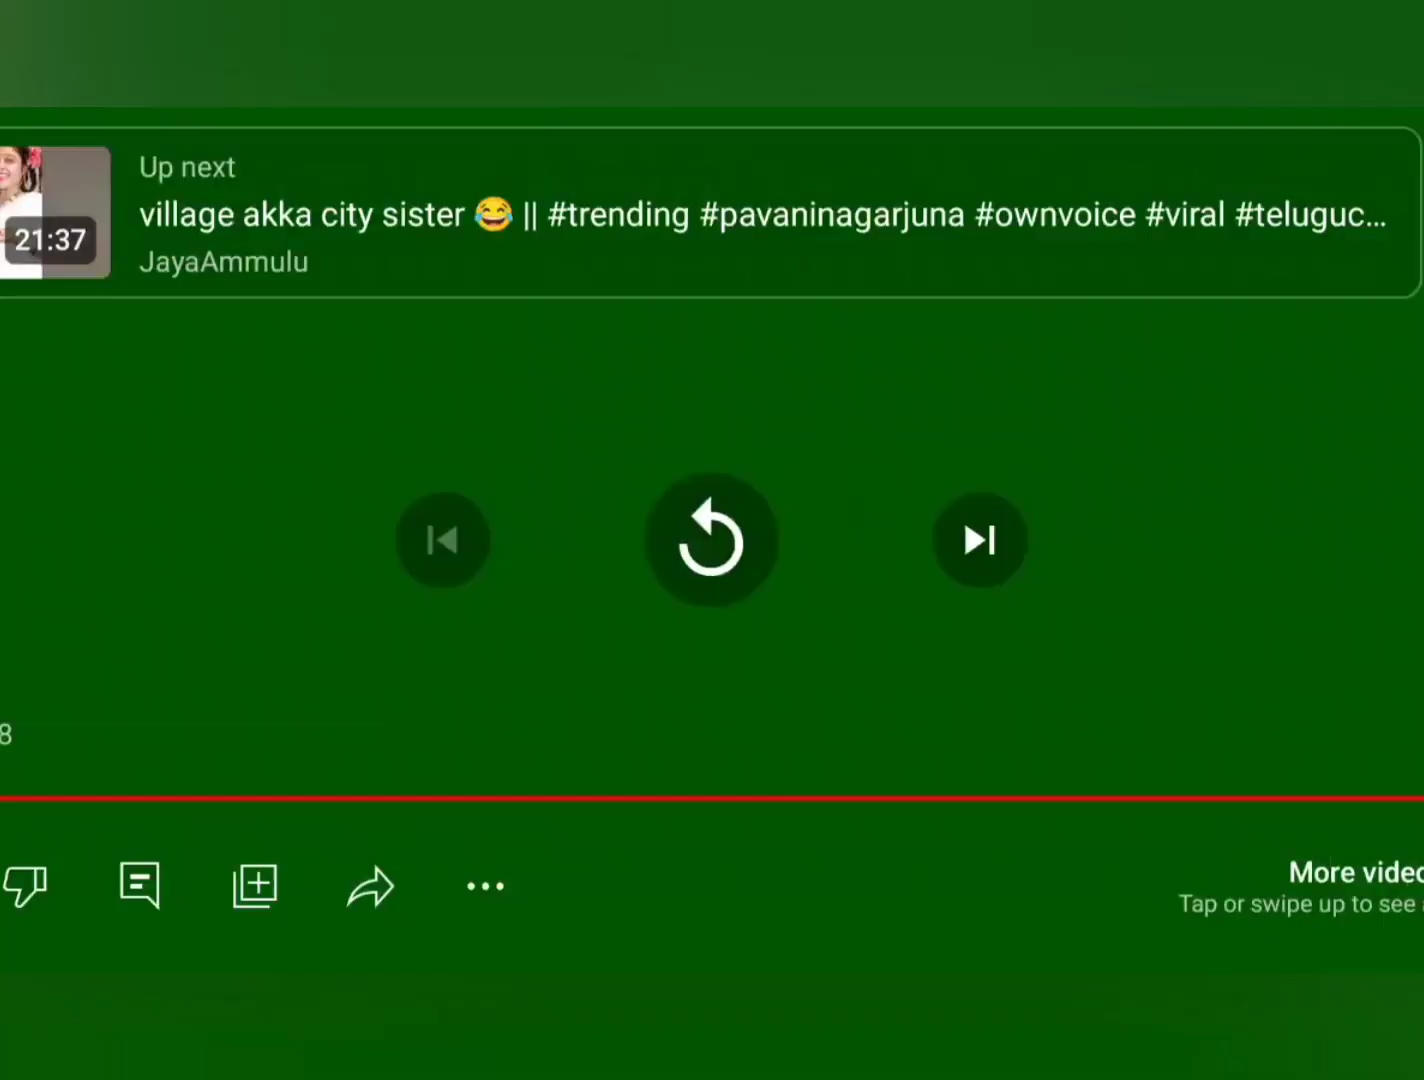 Up next
village akka city sister 😂 || #trending #pavaninagarjuna #ownvoice #viral #teluguc...
21:37
JayaAmmulu
8
More videc
Tap or swipe up to see